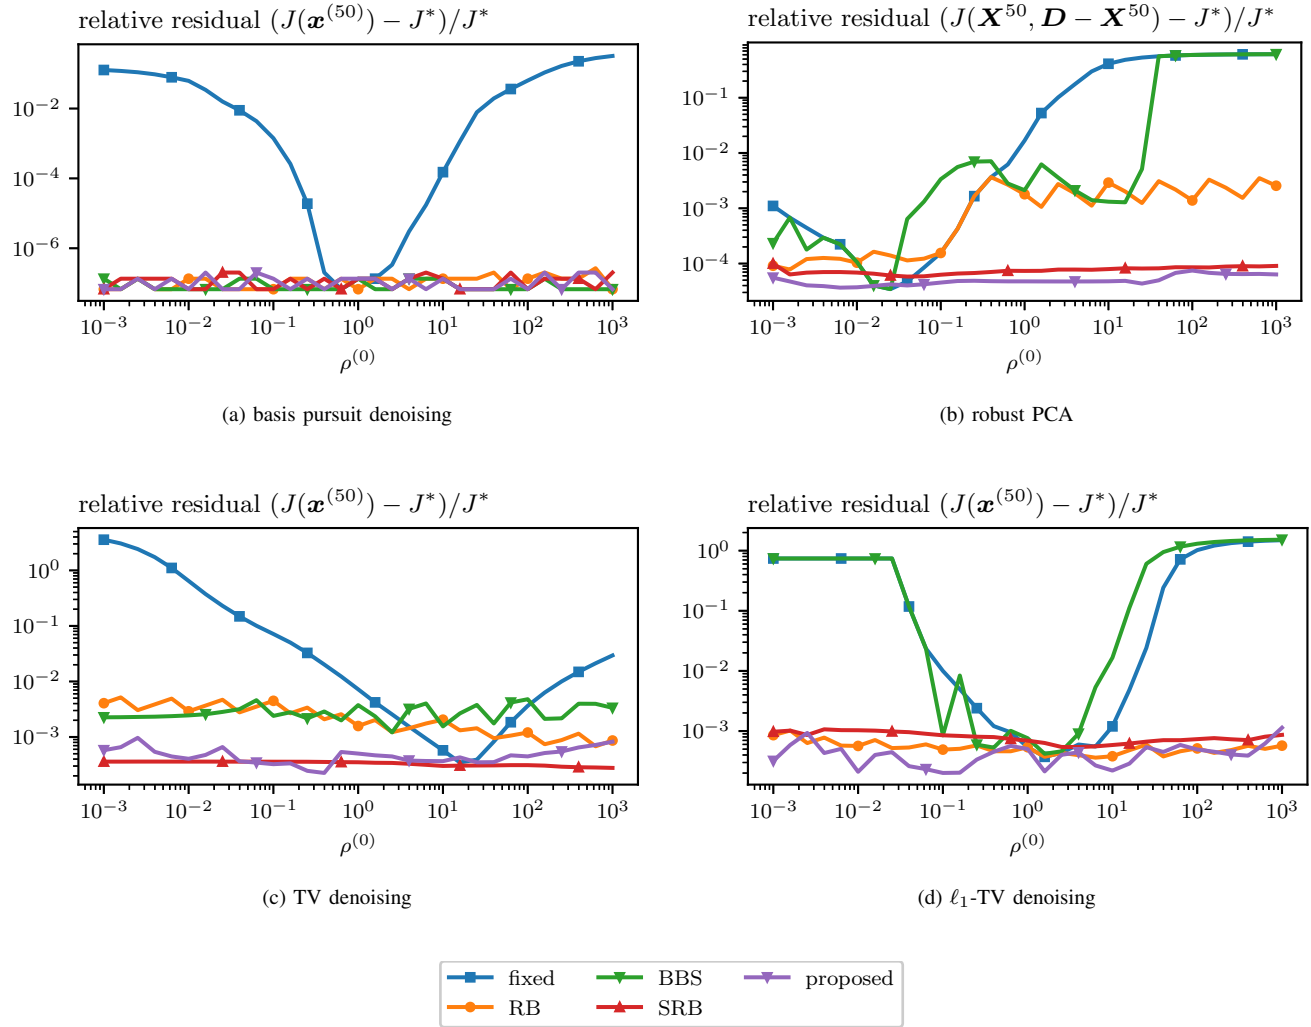 relative residual (J(x^(50)) − J*)/J*
10^−2
10^−4
10^−6
10^−3 10^−2 10^−1 10^0 10^1 10^2 10^3
ρ^(0)
(a) basis pursuit denoising
relative residual (J(X^50, D − X^50) − J*)/J*
10^−1
10^−2
10^−3
10^−4
10^−3 10^−2 10^−1 10^0 10^1 10^2 10^3
ρ^(0)
(b) robust PCA
relative residual (J(x^(50)) − J*)/J*
10^0
10^−1
10^−2
10^−3
10^−3 10^−2 10^−1 10^0 10^1 10^2 10^3
ρ^(0)
(c) TV denoising
relative residual (J(x^(50)) − J*)/J*
10^0
10^−1
10^−2
10^−3
10^−3 10^−2 10^−1 10^0 10^1 10^2 10^3
ρ^(0)
(d) ℓ1-TV denoising
fixed BBS proposed
RB SRB